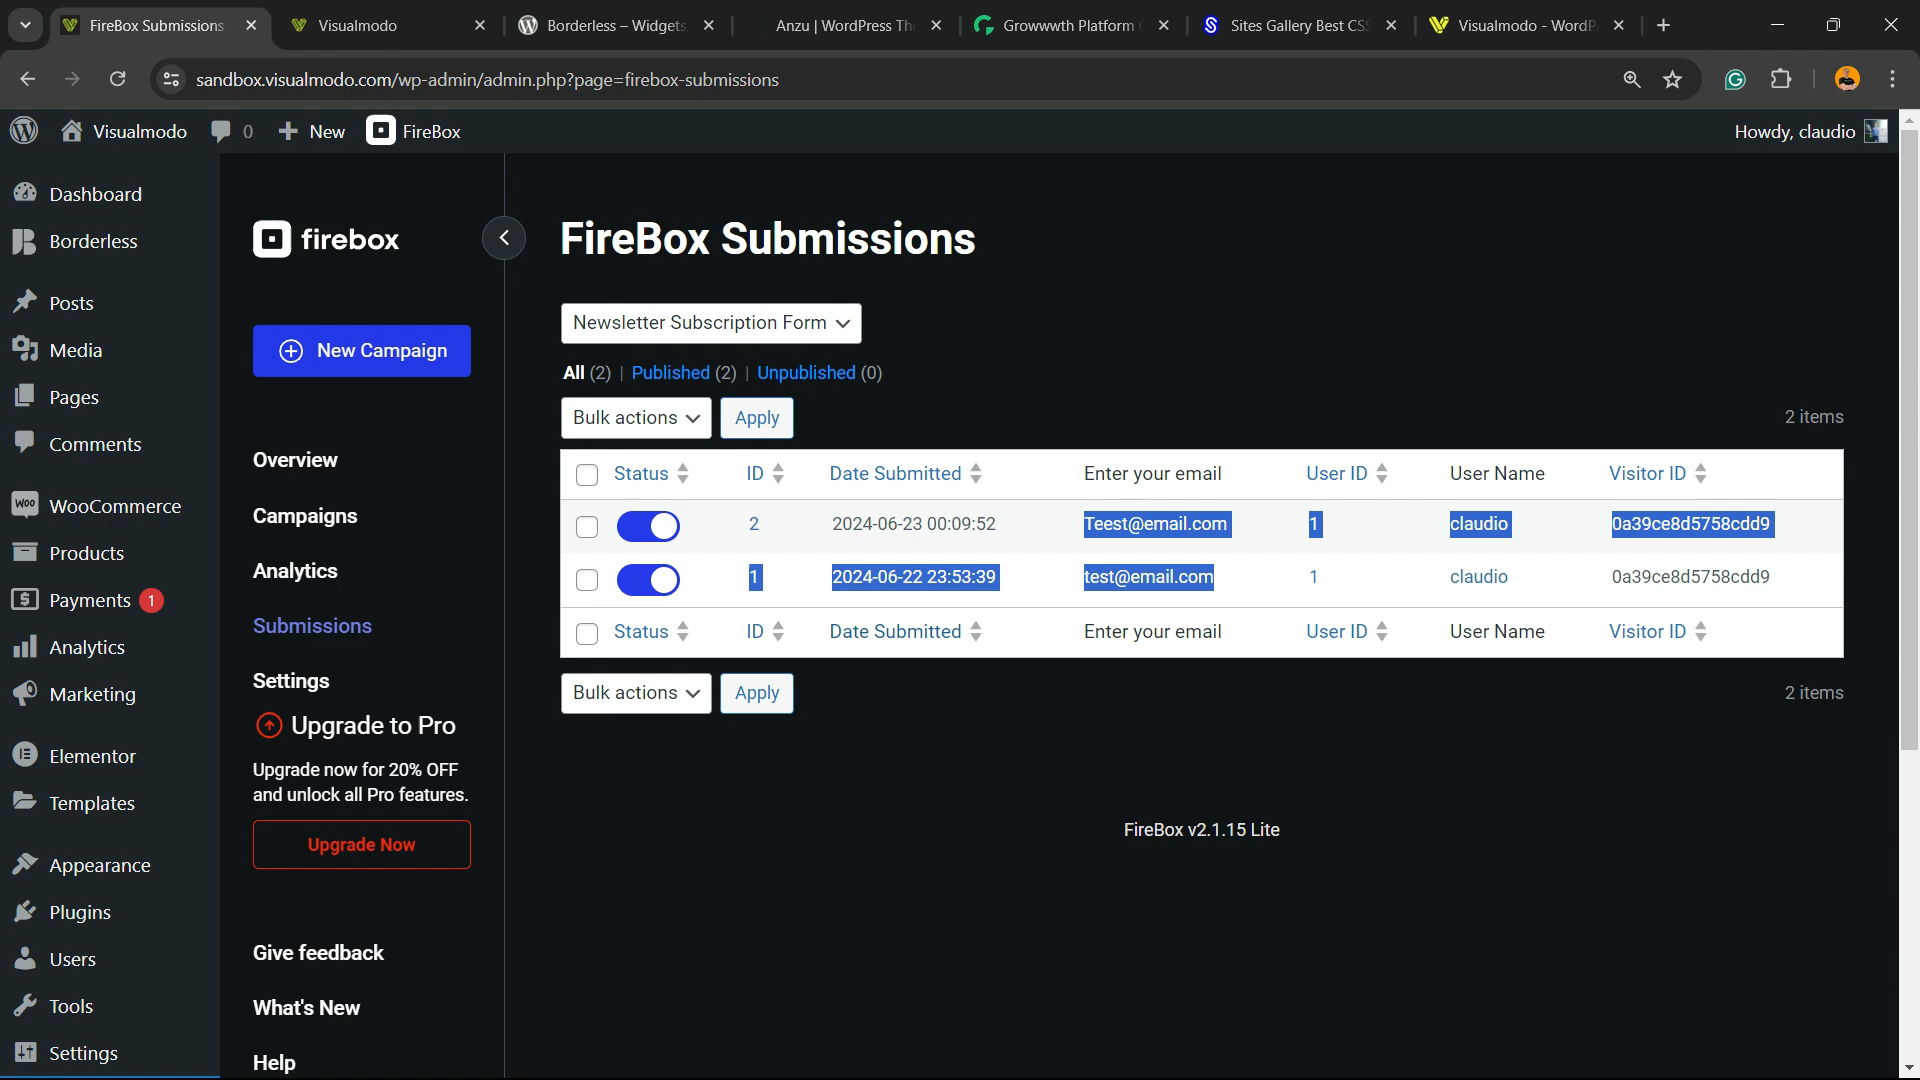 FireBox Submissions
Visualmodo
Borderless – Widgets
Anzu | WordPress Th
Growwwth Platform
Sites Gallery Best CSS
Visualmodo - WordP
sandbox.visualmodo.com/wp-admin/admin.php?page=firebox-submissions
Visualmodo
0
New
FireBox
Howdy, claudio
Dashboard
Borderless
Posts
Media
Pages
Comments
WooCommerce
Products
Payments 1
Analytics
Marketing
Elementor
Templates
Appearance
Plugins
Users
Tools
Settings
firebox
New Campaign
Overview
Campaigns
Analytics
Submissions
Settings
Upgrade to Pro
Upgrade now for 20% OFF
and unlock all Pro features.
Upgrade Now
Give feedback
What's New
Help
FireBox Submissions
Newsletter Subscription Form
All (2) | Published (2) | Unpublished (0)
Bulk actions Apply 2 items
Status ID Date Submitted Enter your email User ID User Name Visitor ID
2 2024-06-23 00:09:52 Teest@email.com 1 claudio 0a39ce8d5758cdd9
1 2024-06-22 23:53:39 test@email.com 1 claudio 0a39ce8d5758cdd9
Status ID Date Submitted Enter your email User ID User Name Visitor ID
Bulk actions Apply 2 items
FireBox v2.1.15 Lite